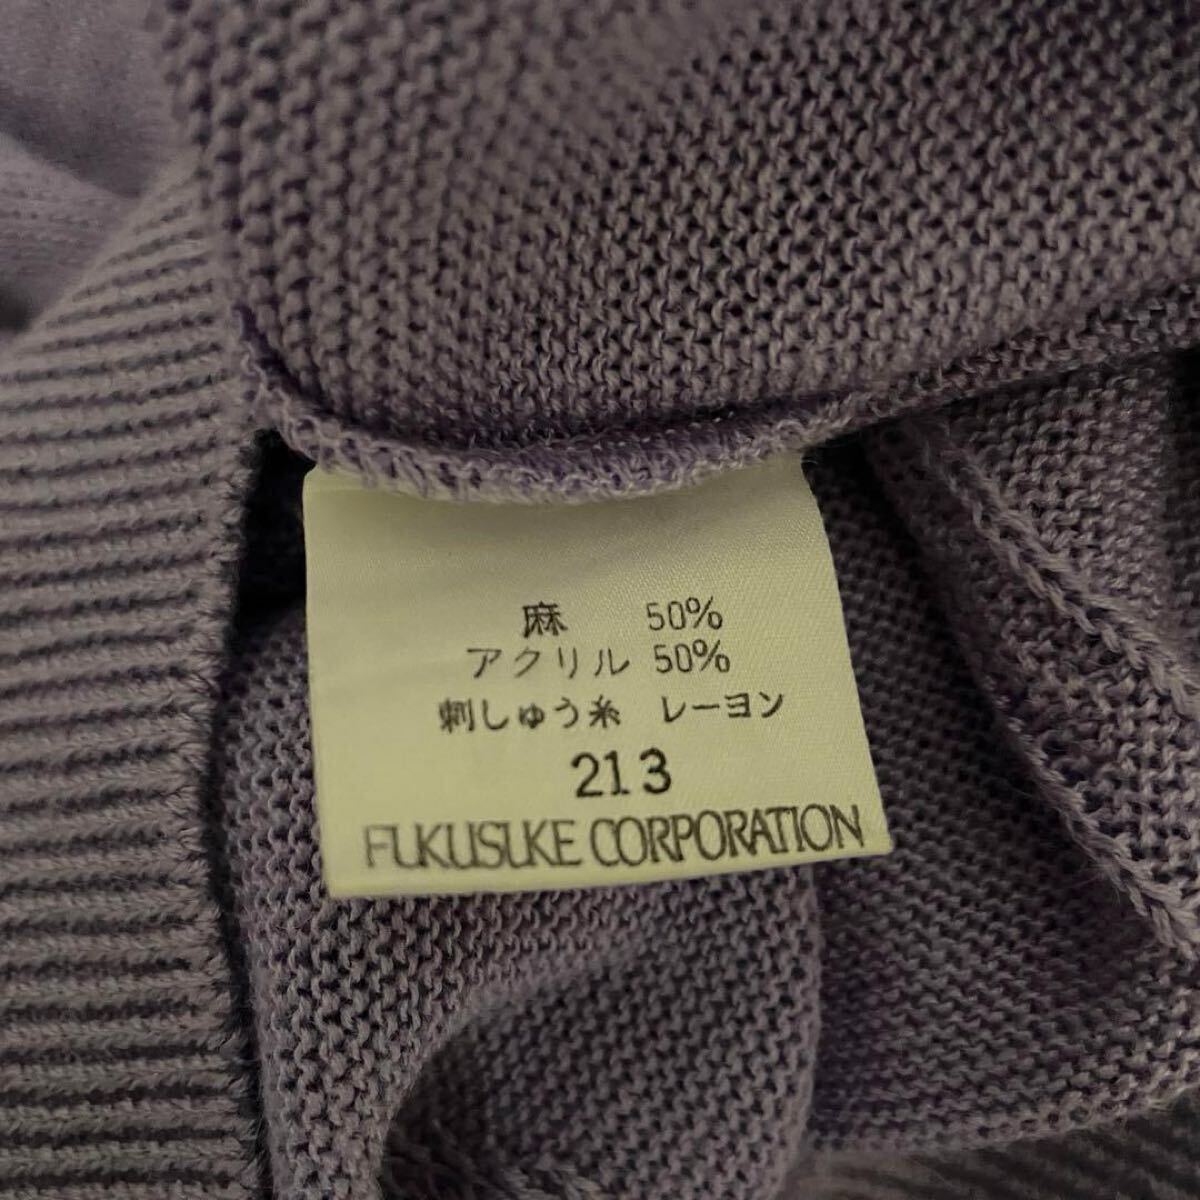 麻 50%
アクリル 50%
刺しゅう糸 レーヨン
213
FUKUSUKE CORPORATION